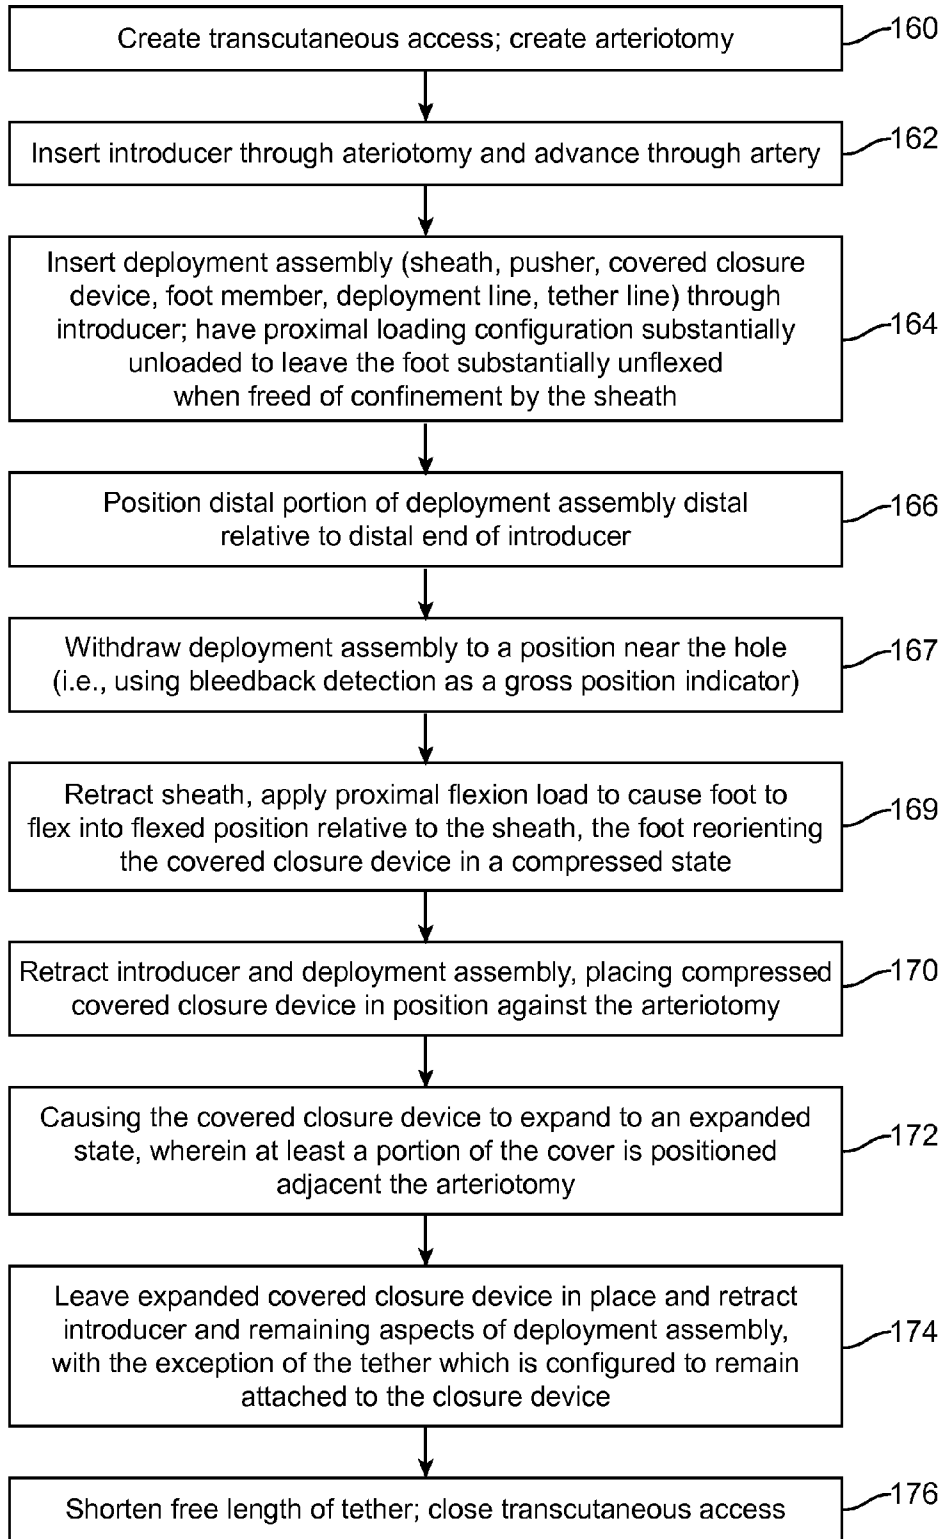 Create transcutaneous access; create arteriotomy
160
Insert introducer through ateriotomy and advance through artery
162
Insert deployment assembly (sheath, pusher, covered closure
device, foot member, deployment line, tether line) through
introducer; have proximal loading configuration substantially
unloaded to leave the foot substantially unflexed
when freed of confinement by the sheath
164
Position distal portion of deployment assembly distal
relative to distal end of introducer
166
Withdraw deployment assembly to a position near the hole
(i.e., using bleedback detection as a gross position indicator)
167
Retract sheath, apply proximal flexion load to cause foot to
flex into flexed position relative to the sheath, the foot reorienting
the covered closure device in a compressed state
169
Retract introducer and deployment assembly, placing compressed
covered closure device in position against the arteriotomy
170
Causing the covered closure device to expand to an expanded
state, wherein at least a portion of the cover is positioned
adjacent the arteriotomy
172
Leave expanded covered closure device in place and retract
introducer and remaining aspects of deployment assembly,
with the exception of the tether which is configured to remain
attached to the closure device
174
Shorten free length of tether; close transcutaneous access
176